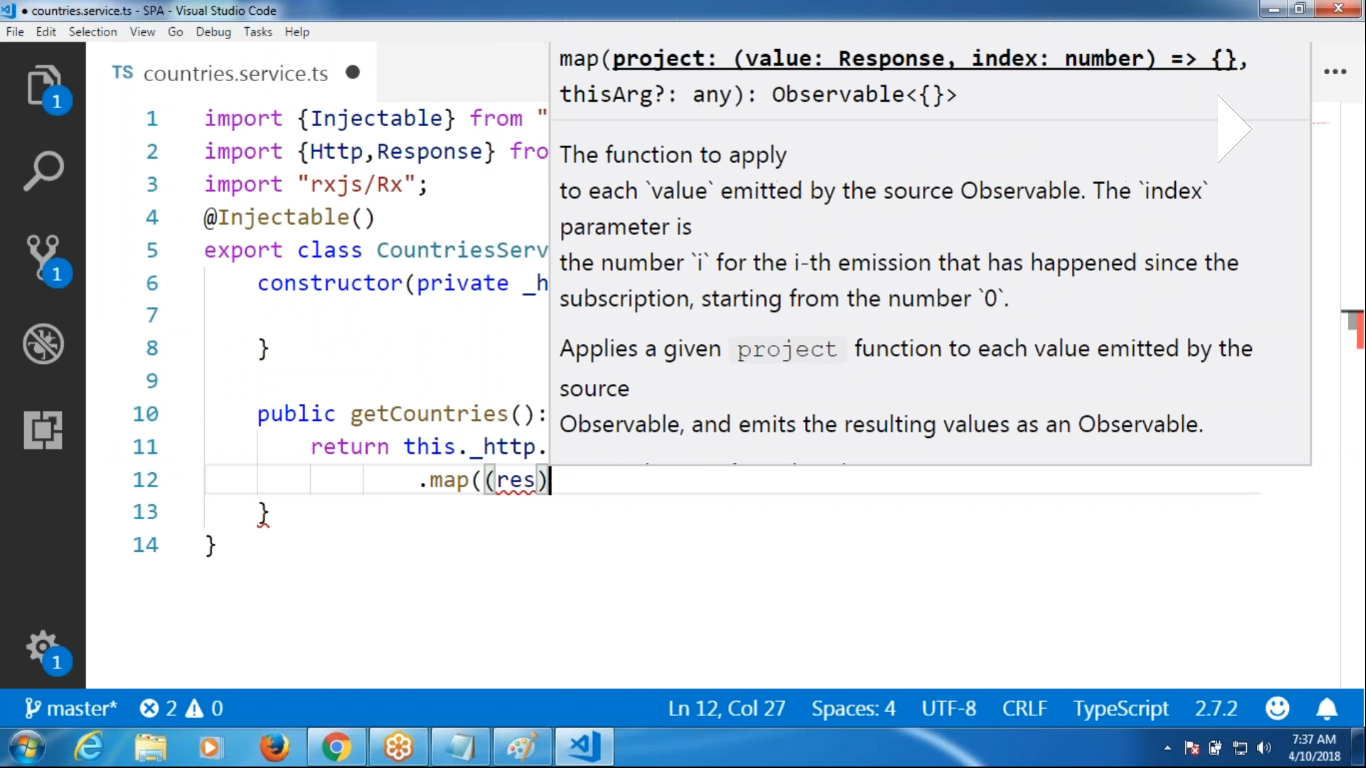 countries.service.ts - SPA - Visual Studio Code
File Edit Selection View Go Debug Tasks Help
TS countries.service.ts
map(project: (value: Response, index: number) => {},
thisArg?: any): Observable<{}>
The function to apply
to each `value` emitted by the source Observable. The `index`
parameter is
the number `i` for the i-th emission that has happened since the
subscription, starting from the number `0`.
Applies a given project function to each value emitted by the
source
Observable, and emits the resulting values as an Observable.
1 import {Injectable} from "
2 import {Http,Response} fro
3 import "rxjs/Rx";
4 @Injectable()
5 export class CountriesServ
6 constructor(private _h
7
8 }
9
10 public getCountries():
11 return this._http.
12 .map((res)
13 }
14 }
1
1
1
master* 2 0 Ln 12, Col 27 Spaces: 4 UTF-8 CRLF TypeScript 2.7.2
7:37 AM
4/10/2018